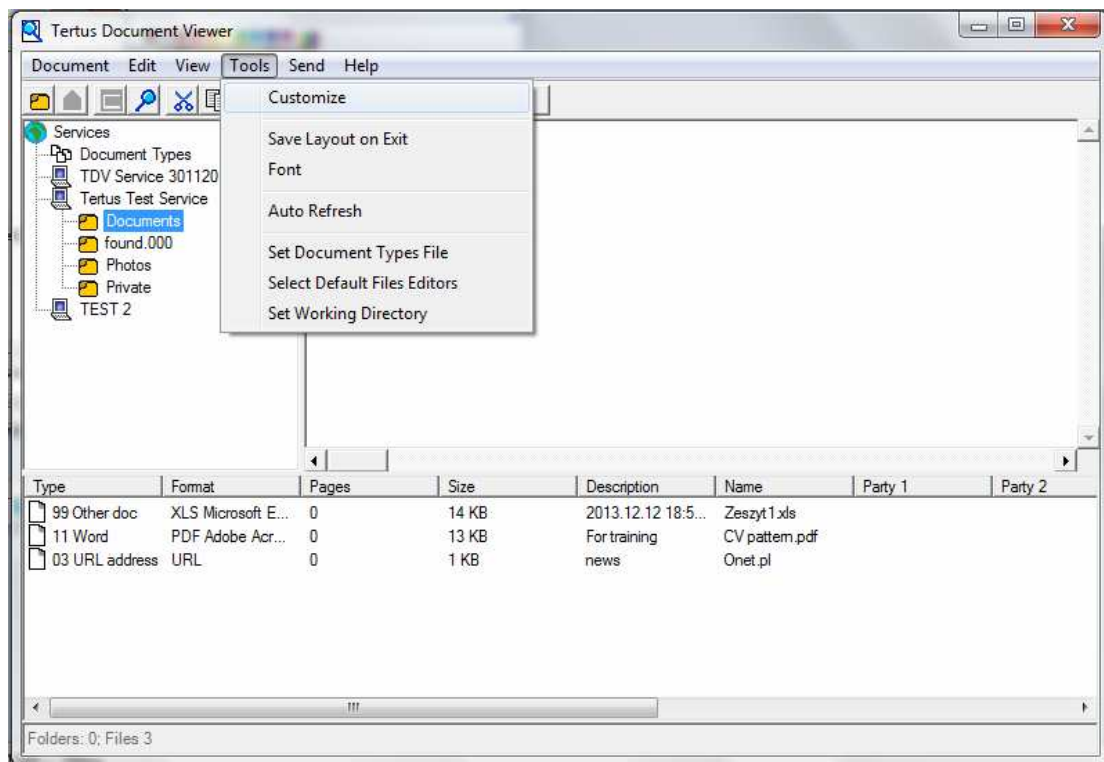 Tertus Document Viewer
Document Edit View Tools Send Help
Customize
Save Layout on Exit
Font
Auto Refresh
Set Document Types File
Select Default Files Editors
Set Working Directory
Services
Document Types
TDV Service 301120
Tertus Test Service
Documents
found.000
Photos
Private
TEST 2
Type Format Pages Size Description Name Party 1 Party 2
99 Other doc XLS Microsoft E... 0 14 KB 2013.12.12 18:5... Zeszyt1.xls
11 Word PDF Adobe Acr... 0 13 KB For training CV pattern.pdf
03 URL address URL 0 1 KB news Onet.pl
Folders: 0; Files 3